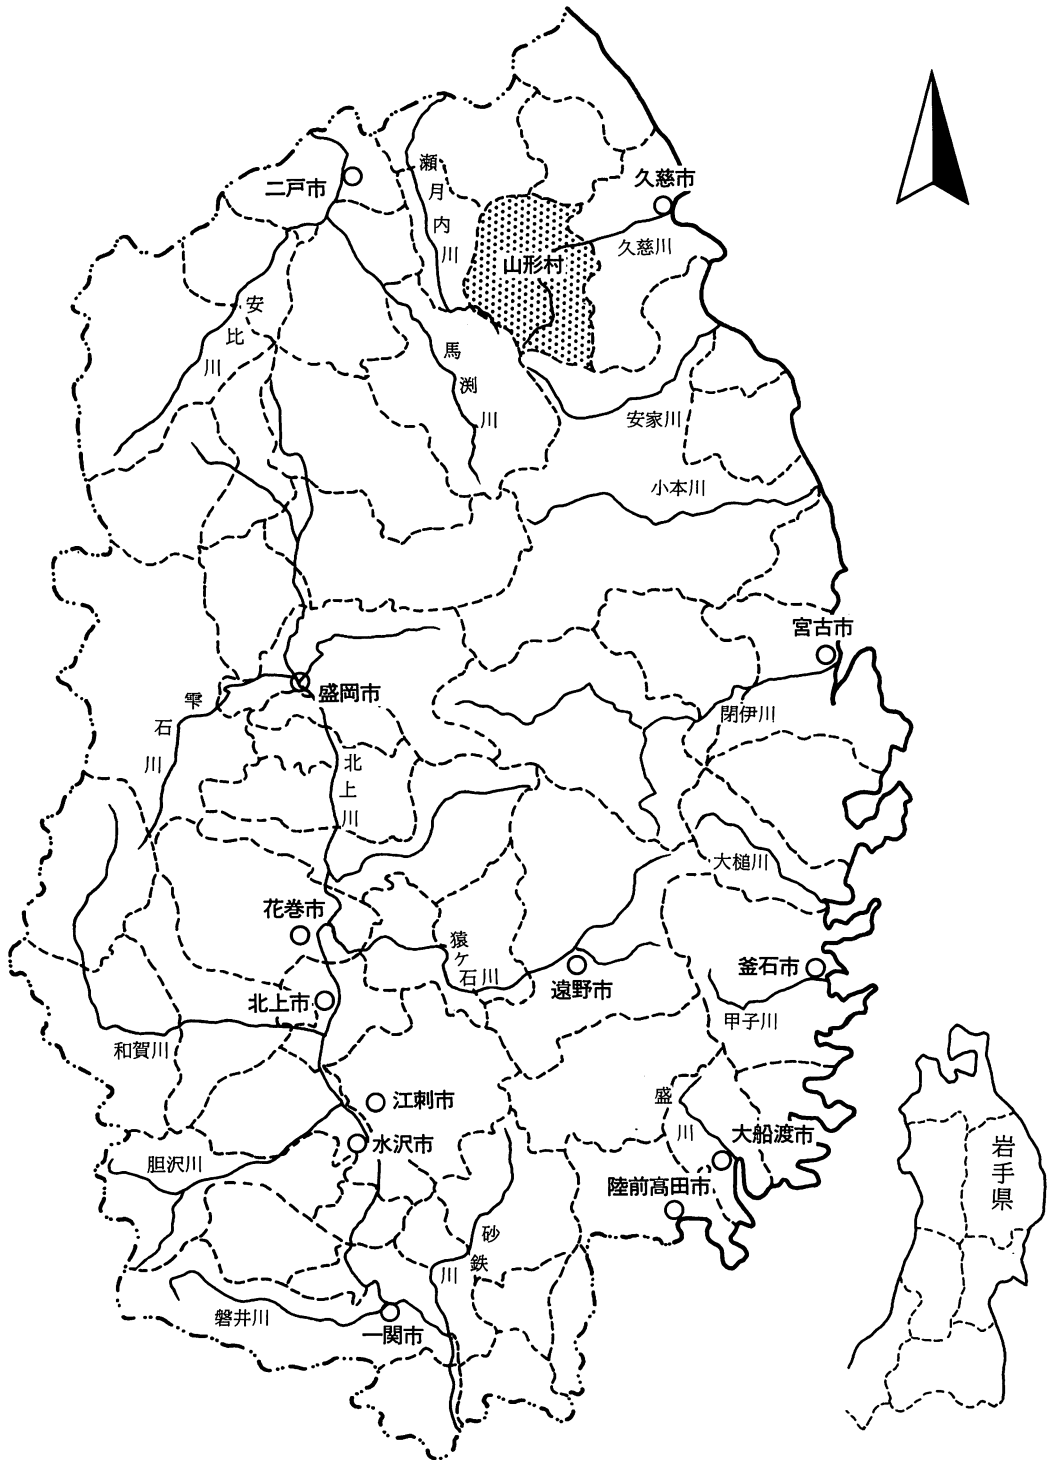 久慈市
瀬月内川
二戸市
久慈川
山形村
安比川
馬渕川
安家川
小本川
宮古市
盛岡市
雫石川
閉伊川
北上川
大槌川
花巻市
猿ヶ石川
釜石市
遠野市
北上市
甲子川
和賀川
江刺市
盛川
大船渡市
水沢市
胆沢川
岩手県
陸前高田市
砂鉄川
磐井川
一関市